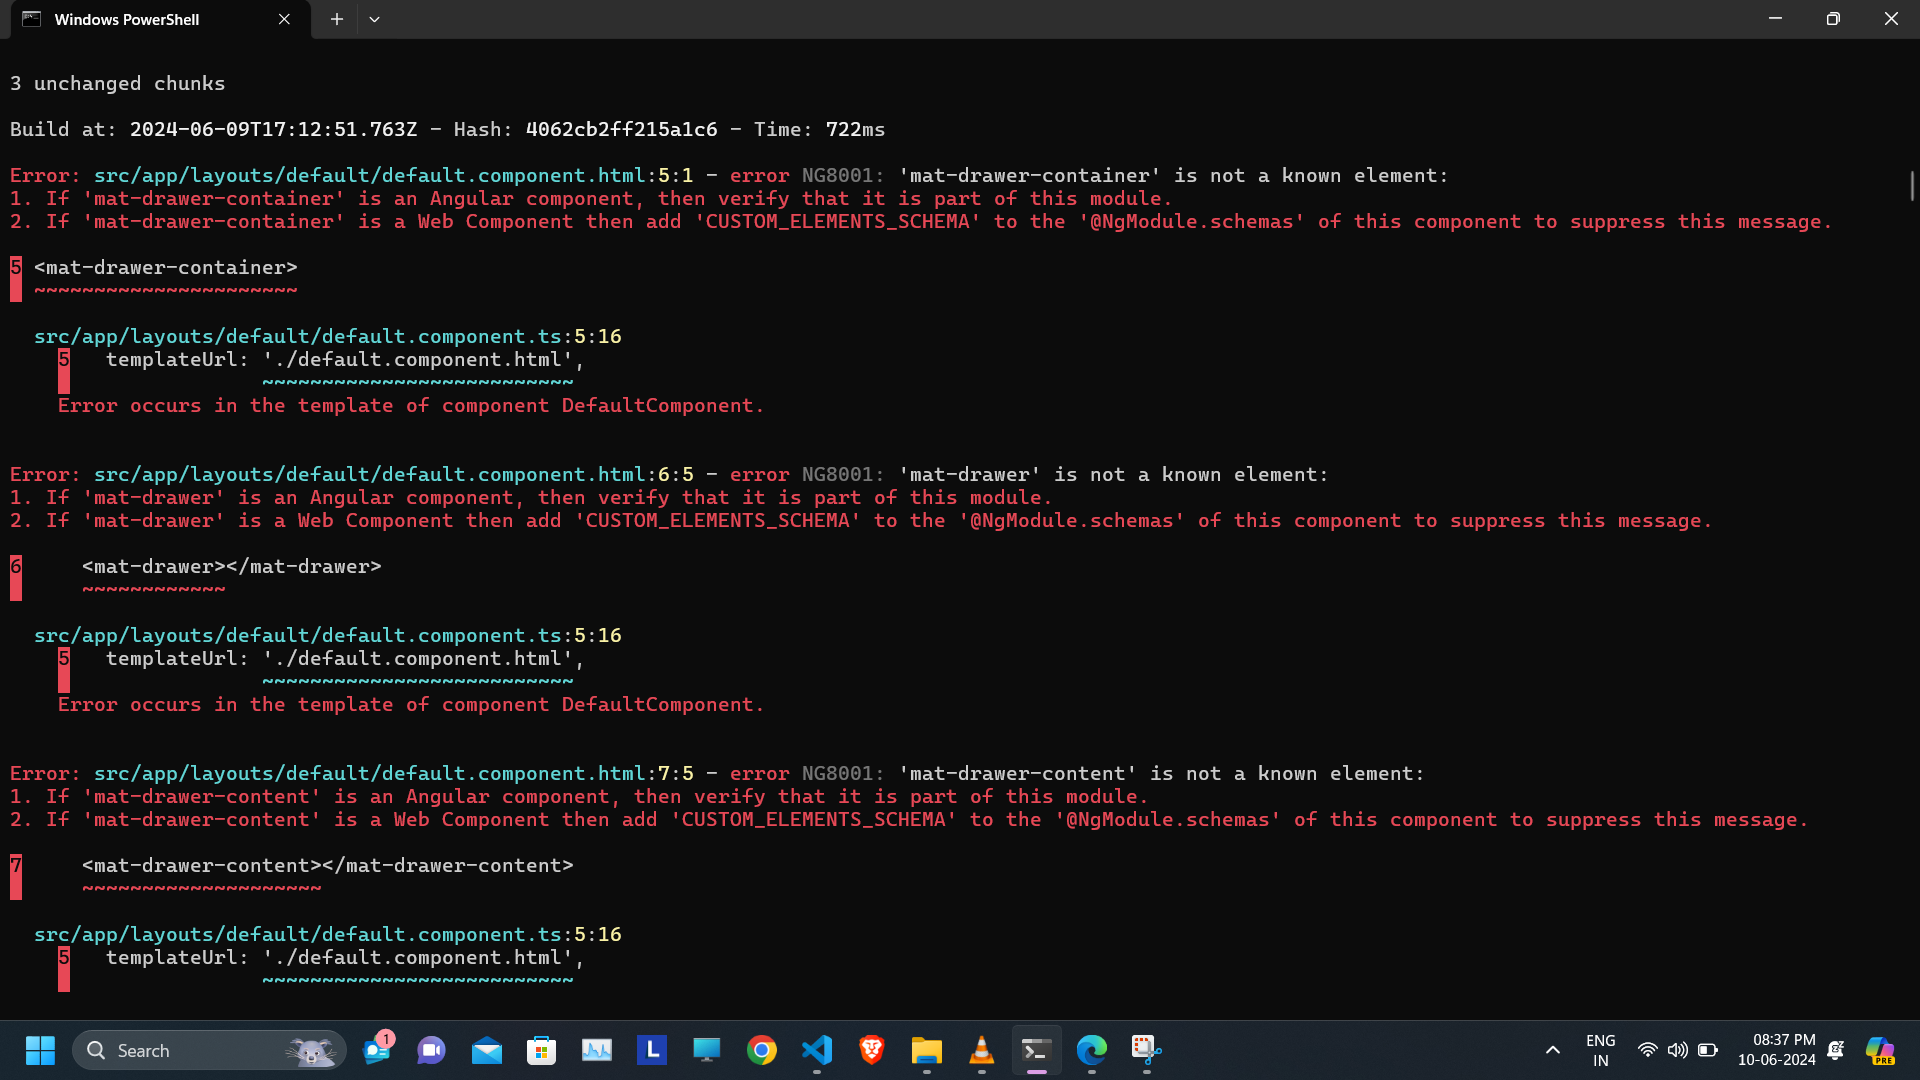 Windows PowerShell
3 unchanged chunks
Build at: 2024-06-09T17:12:51.763Z - Hash: 4062cb2ff215a1c6 - Time: 722ms
Error: src/app/layouts/default/default.component.html:5:1 - error NG8001: 'mat-drawer-container' is not a known element:
1. If 'mat-drawer-container' is an Angular component, then verify that it is part of this module.
2. If 'mat-drawer-container' is a Web Component then add 'CUSTOM_ELEMENTS_SCHEMA' to the '@NgModule.schemas' of this component to suppress this message.
5 <mat-drawer-container>
~~~~~~~~~~~~~~~~~~~~~~
src/app/layouts/default/default.component.ts:5:16
5   templateUrl: './default.component.html',
~~~~~~~~~~~~~~~~~~~~~~~~~~
Error occurs in the template of component DefaultComponent.
Error: src/app/layouts/default/default.component.html:6:5 - error NG8001: 'mat-drawer' is not a known element:
1. If 'mat-drawer' is an Angular component, then verify that it is part of this module.
2. If 'mat-drawer' is a Web Component then add 'CUSTOM_ELEMENTS_SCHEMA' to the '@NgModule.schemas' of this component to suppress this message.
6     <mat-drawer></mat-drawer>
~~~~~~~~~~~~
src/app/layouts/default/default.component.ts:5:16
5   templateUrl: './default.component.html',
~~~~~~~~~~~~~~~~~~~~~~~~~~
Error occurs in the template of component DefaultComponent.
Error: src/app/layouts/default/default.component.html:7:5 - error NG8001: 'mat-drawer-content' is not a known element:
1. If 'mat-drawer-content' is an Angular component, then verify that it is part of this module.
2. If 'mat-drawer-content' is a Web Component then add 'CUSTOM_ELEMENTS_SCHEMA' to the '@NgModule.schemas' of this component to suppress this message.
7     <mat-drawer-content></mat-drawer-content>
~~~~~~~~~~~~~~~~~~~~
src/app/layouts/default/default.component.ts:5:16
5   templateUrl: './default.component.html',
~~~~~~~~~~~~~~~~~~~~~~~~~~
Search
1
L
ENG
IN
08:37 PM
10-06-2024
PRE